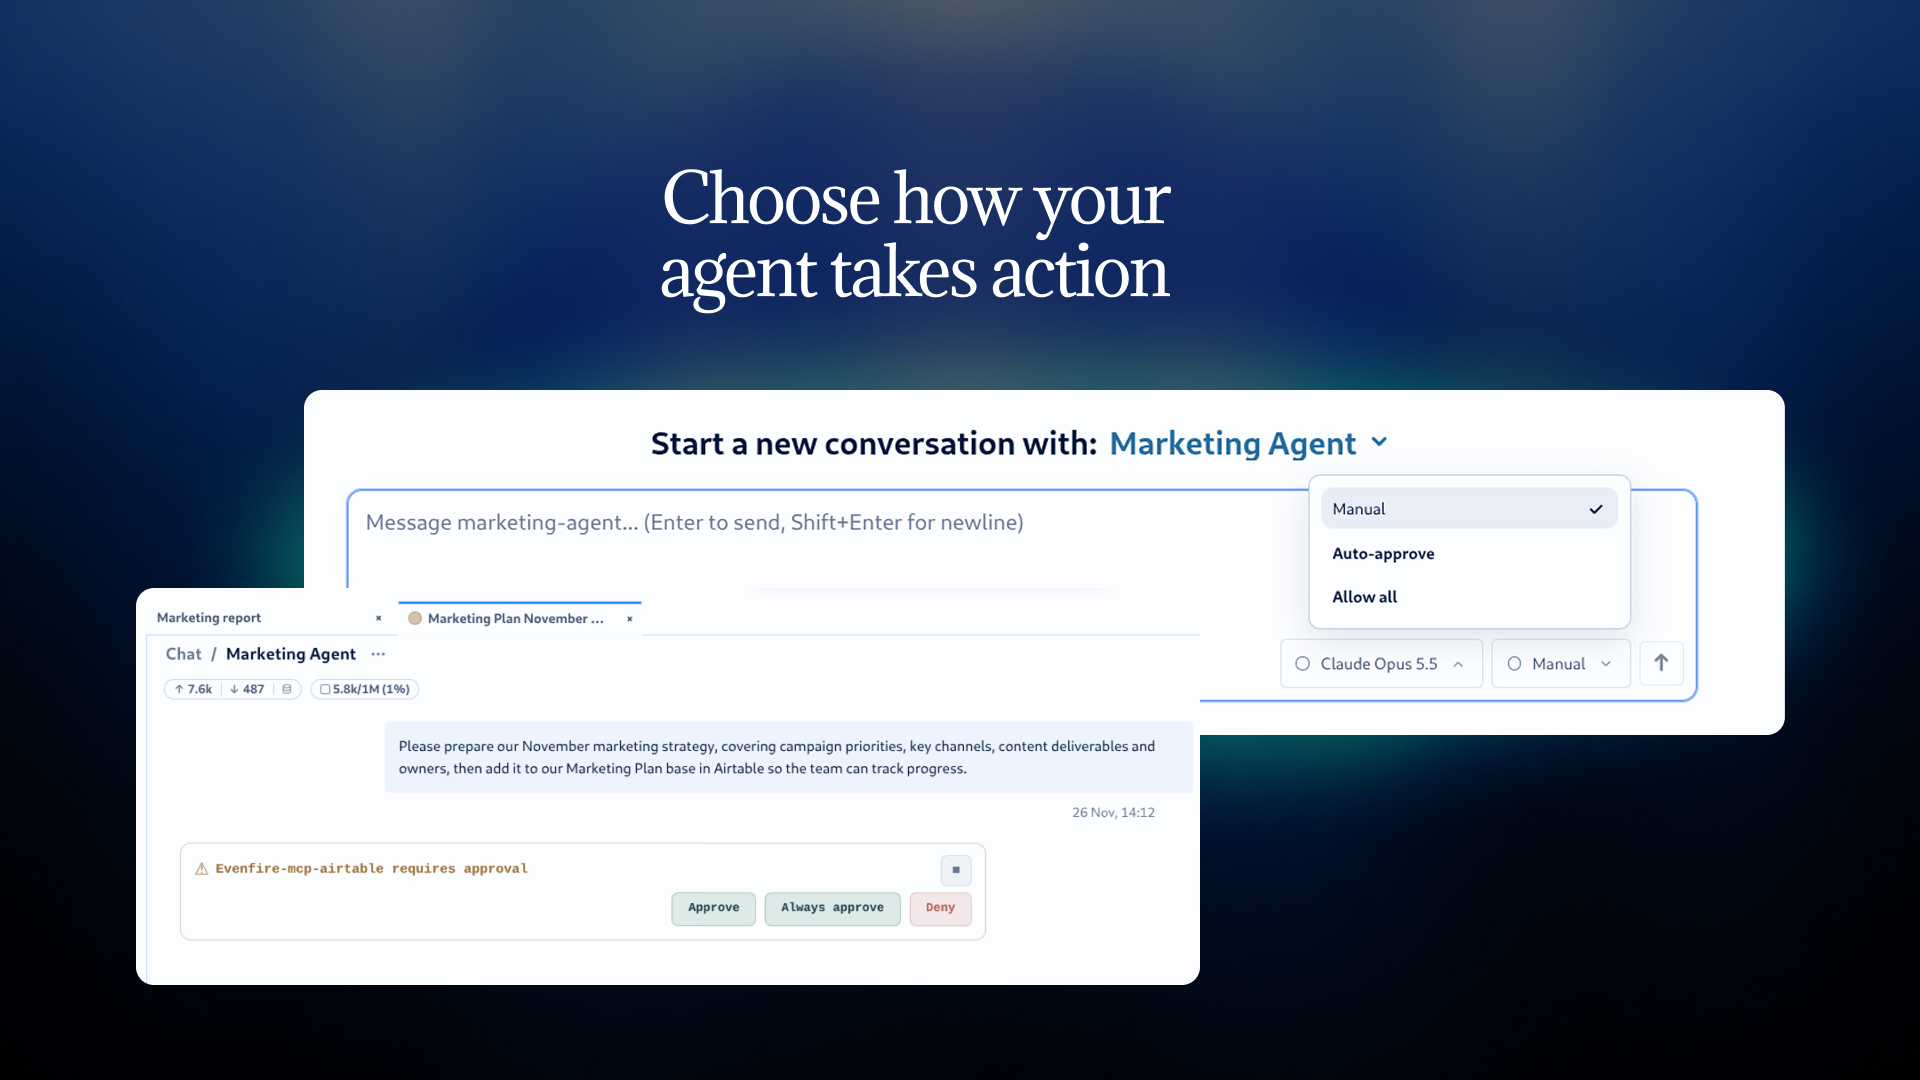 Choose how your
agent takes action
Start a new conversation with: Marketing Agent
Message marketing-agent... (Enter to send, Shift+Enter for newline)
Manual
Auto-approve
Allow all
Claude Opus 5.5
Manual
Marketing report
Marketing Plan November ...
Chat / Marketing Agent ...
7.6k 487 5.8k/1M (1%)
Please prepare our November marketing strategy, covering campaign priorities, key channels, content deliverables and
owners, then add it to our Marketing Plan base in Airtable so the team can track progress.
26 Nov, 14:12
Evenfire-mcp-airtable requires approval
Approve Always approve Deny